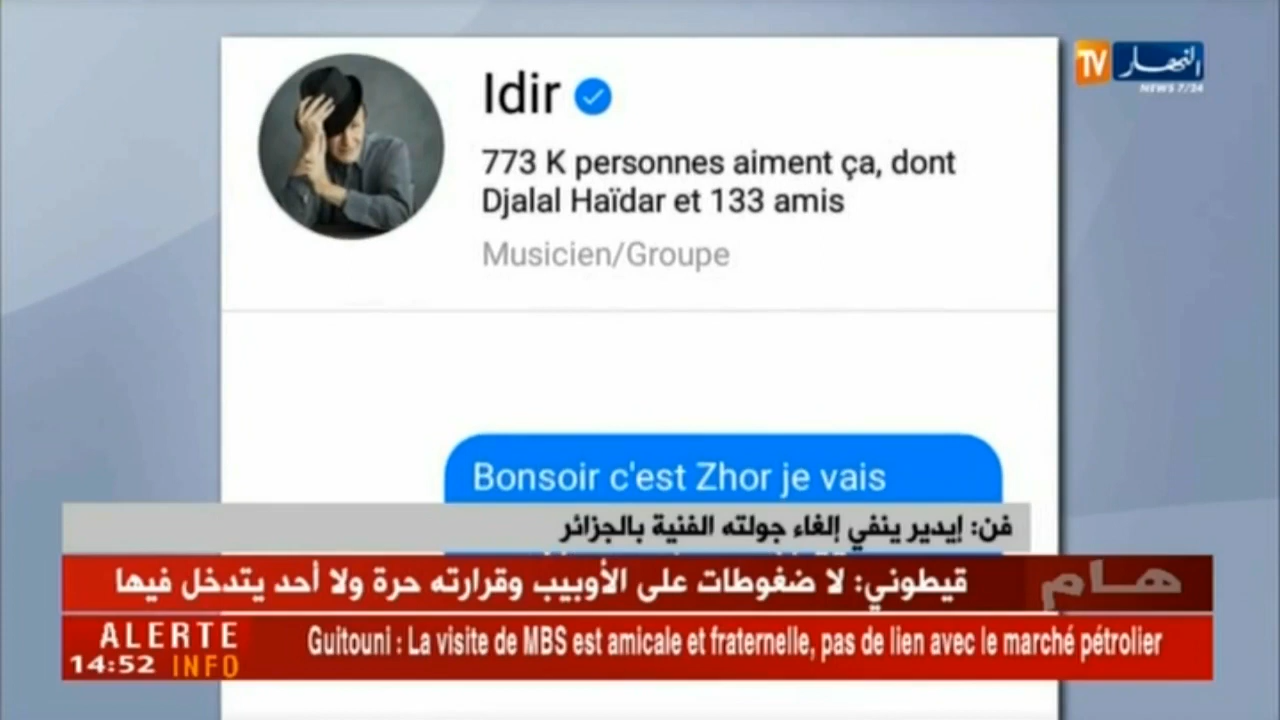 Idir
TV النهار
NEWS 7/24
773 K personnes aiment ça, dont
Djalal Haïdar et 133 amis
Musicien/Groupe
Bonsoir c'est Zhor je vais
فن: إيدير ينفي إلغاء جولته الفنية بالجزائر
هـام
قيطوني: لا ضغوطات على الأوبيب وقرارته حرة ولا أحد يتدخل فيها
ALERTE
14:52 INFO
Guitouni : La visite de MBS est amicale et fraternelle, pas de lien avec le marché pétrolier